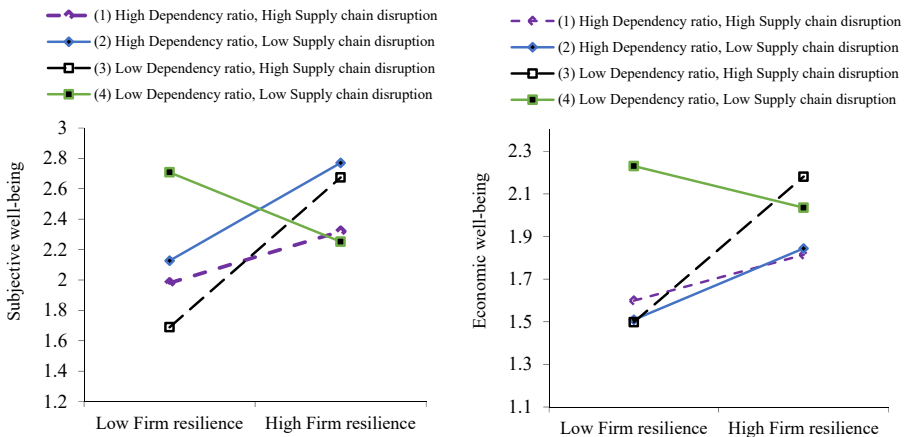 (1) High Dependency ratio, High Supply chain disruption
(2) High Dependency ratio, Low Supply chain disruption
(3) Low Dependency ratio, High Supply chain disruption
(4) Low Dependency ratio, Low Supply chain disruption
Subjective well-being
3
2.8
2.6
2.4
2.2
2
1.8
1.6
1.4
1.2
Low Firm resilience
High Firm resilience
(1) High Dependency ratio, High Supply chain disruption
(2) High Dependency ratio, Low Supply chain disruption
(3) Low Dependency ratio, High Supply chain disruption
(4) Low Dependency ratio, Low Supply chain disruption
Economic well-being
2.3
2.1
1.9
1.7
1.5
1.3
1.1
Low Firm resilience
High Firm resilience